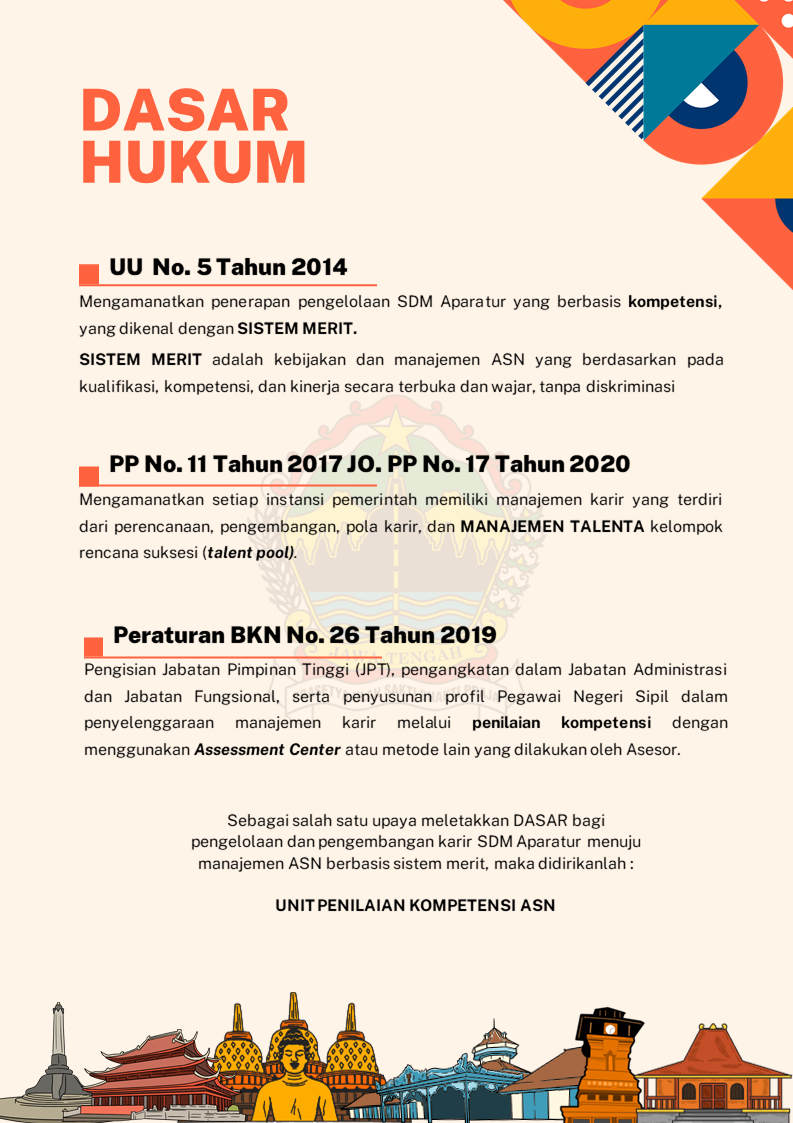 DASAR
HUKUM
UU No. 5 Tahun 2014
Mengamanatkan penerapan pengelolaan SDM Aparatur yang berbasis kompetensi,
yang dikenal dengan SISTEM MERIT.
SISTEM MERIT adalah kebijakan dan manajemen ASN yang berdasarkan pada
kualifikasi, kompetensi, dan kinerja secara terbuka dan wajar, tanpa diskriminasi
PP No. 11 Tahun 2017 JO. PP No. 17 Tahun 2020
Mengamanatkan setiap instansi pemerintah memiliki manajemen karir yang terdiri
dari perencanaan, pengembangan, pola karir, dan MANAJEMEN TALENTA kelompok
rencana suksesi (talent pool).
Peraturan BKN No. 26 Tahun 2019
JAWA TENGAH
Pengisian Jabatan Pimpinan Tinggi (JPT), pengangkatan dalam Jabatan Administrasi
dan Jabatan Fungsional, serta penyusunan profil Pegawai Negeri Sipil dalam
penyelenggaraan manajemen karir melalui penilaian kompetensi dengan
menggunakan Assessment Center atau metode lain yang dilakukan oleh Asesor.
Sebagai salah satu upaya meletakkan DASAR bagi
pengelolaan dan pengembangan karir SDM Aparatur menuju
manajemen ASN berbasis sistem merit, maka didirikanlah :
UNIT PENILAIAN KOMPETENSI ASN